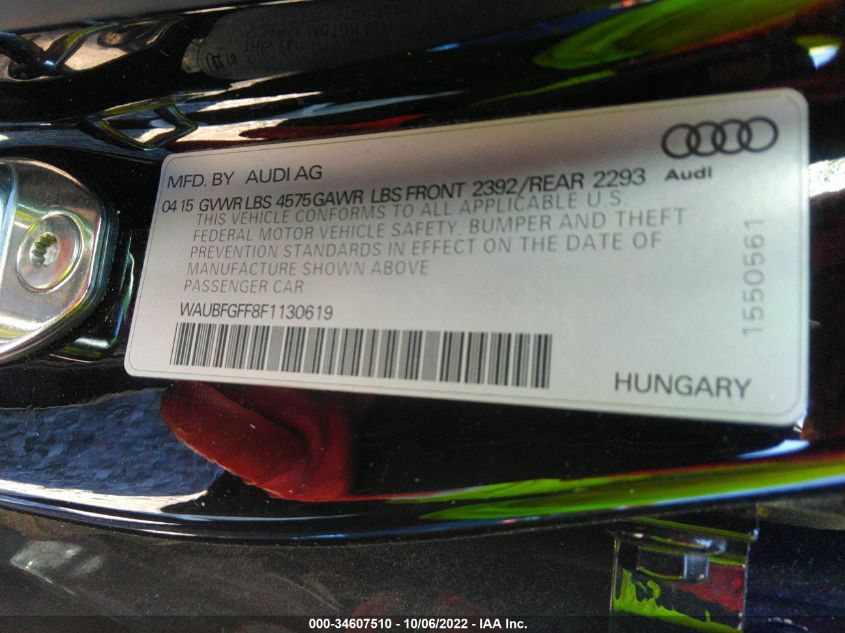 MFD. BY AUDI AG
04 15 GVWR LBS 4575 GAWR LBS FRONT 2392/REAR 2293
Audi
THIS VEHICLE CONFORMS TO ALL APPLICABLE U.S.
FEDERAL MOTOR VEHICLE SAFETY, BUMPER AND THEFT
PREVENTION STANDARDS IN EFFECT ON THE DATE OF
MANUFACTURE SHOWN ABOVE
PASSENGER CAR
WAUBFGFF8F1130619
1550561
HUNGARY
000-34607510 - 10/06/2022 - IAA Inc.